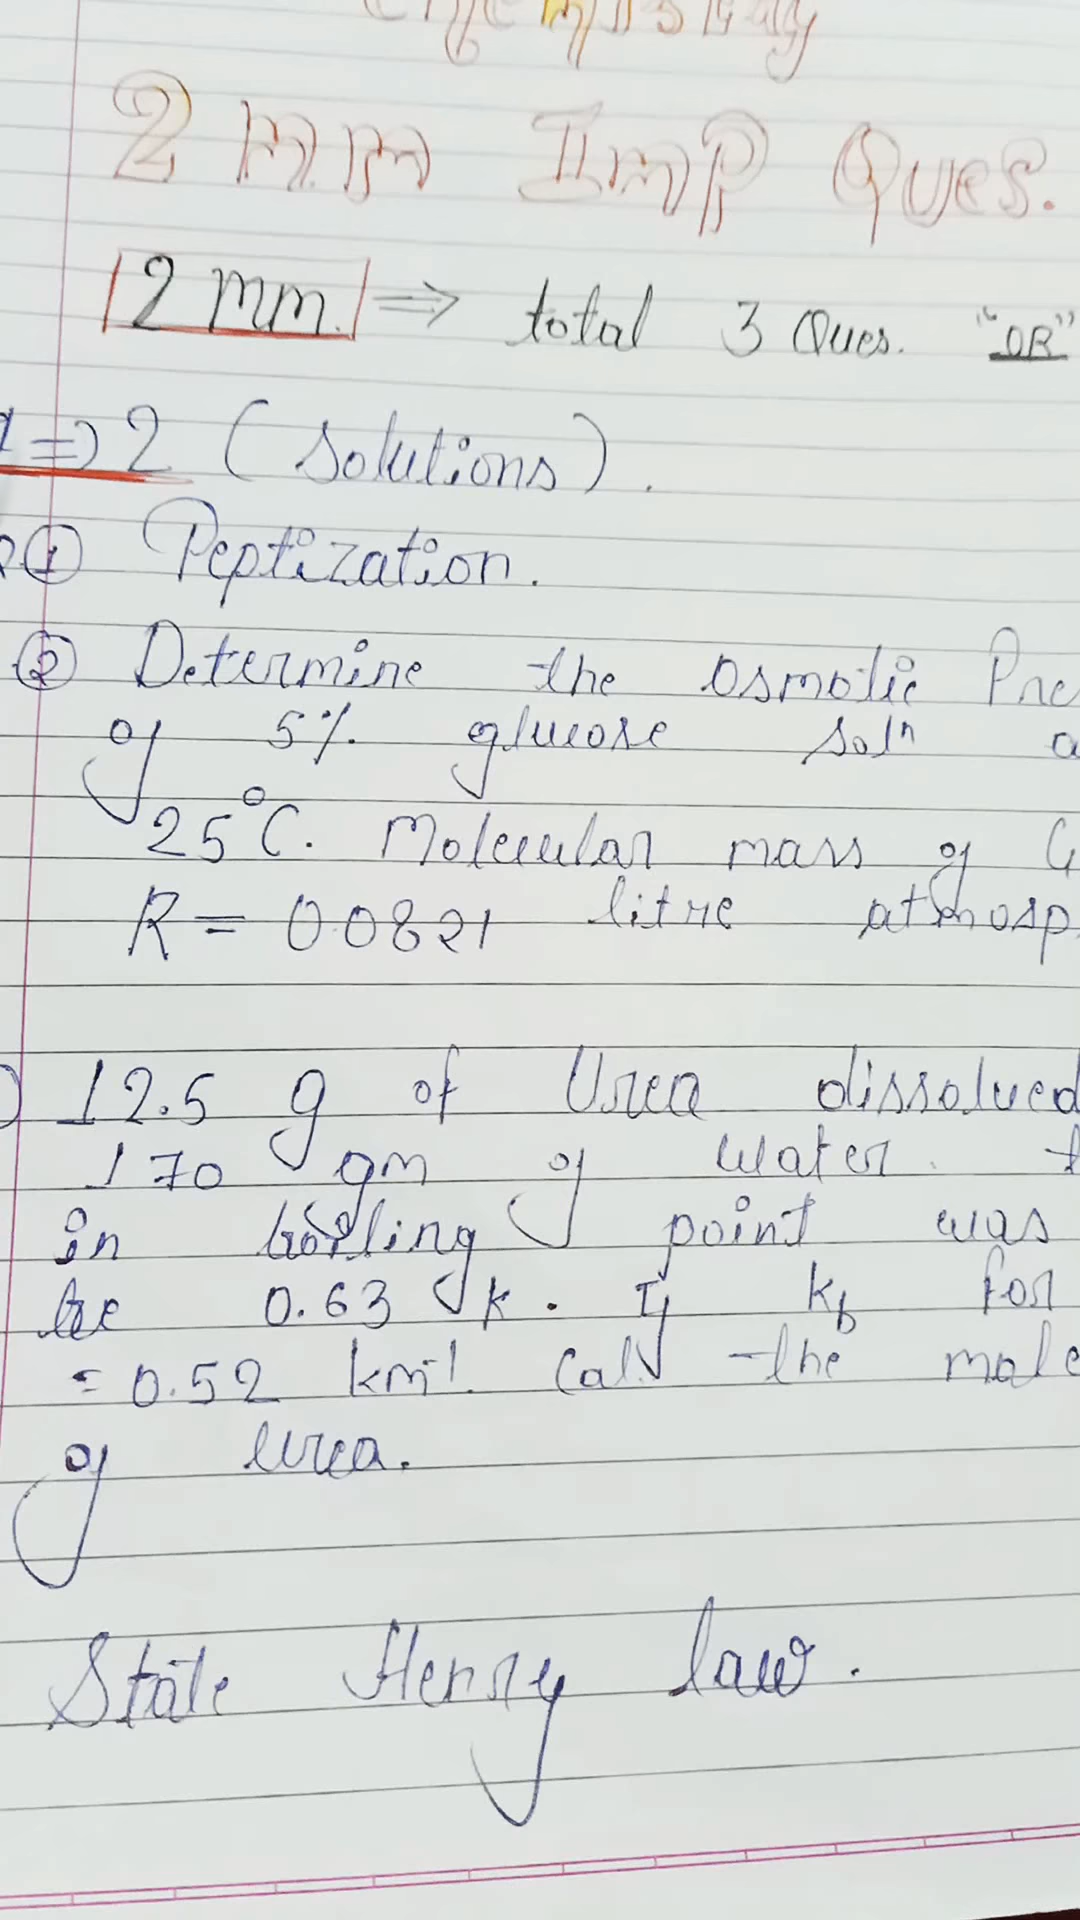 Chemistry
2 mm Imp Ques.
2 mm. ⇒ total 3 Ques. "OR"
⇒ 2 (Solutions).
① Peptization.
② Determine the osmotic
of 5% glucose soln
25°C. Molecular mass of
R = 0.0821 litre
12.5 g of Urea dissolved
170 gm of water.
in boiling point was
be 0.63 k. If kb for
= 0.52 km-1. Cal. the
of urea.
State Henry law.